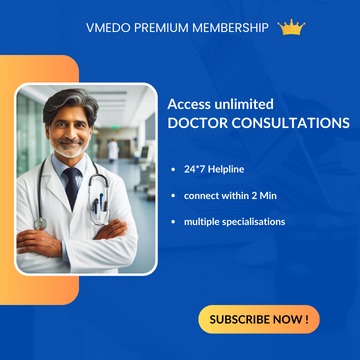 VMEDO PREMIUM MEMBERSHIP
Access unlimited
DOCTOR CONSULTATIONS
• 24*7 Helpline
• connect within 2 Min
• multiple specialisations
SUBSCRIBE NOW !